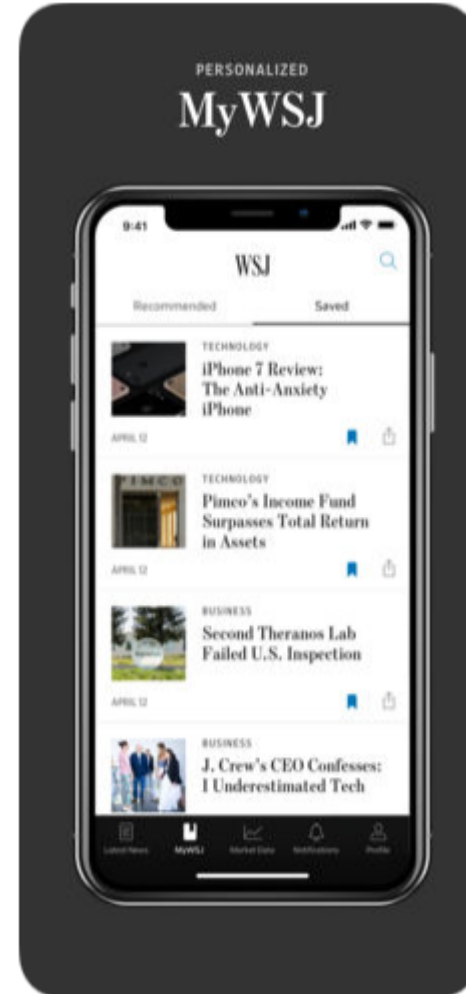 PERSONALIZED
MyWSJ
9:41
WSJ
Recommended
Saved
TECHNOLOGY
iPhone 7 Review:
The Anti-Anxiety
iPhone
APRIL 12
PIMCO
TECHNOLOGY
Pimco's Income Fund
Surpasses Total Return
in Assets
APRIL 12
BUSINESS
Second Theranos Lab
Failed U.S. Inspection
APRIL 12
BUSINESS
J. Crew's CEO Confesses:
I Underestimated Tech
Latest News
MyWSJ
Market Data
Notifications
Profile